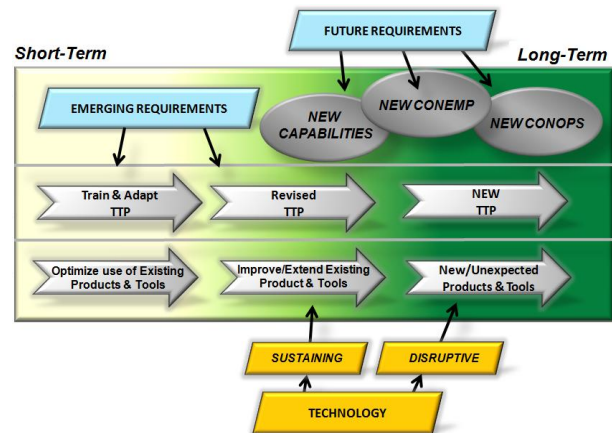 FUTURE REQUIREMENTS
Short-Term
Long-Term
EMERGING REQUIREMENTS
NEW
CAPABILITIES
NEW CONEMP
NEW CONOPS
Train & Adapt
TTP
Revised
TTP
NEW
TTP
Optimize use of Existing
Products & Tools
Improve/Extend Existing
Product & Tools
New/Unexpected
Products & Tools
SUSTAINING
DISRUPTIVE
TECHNOLOGY